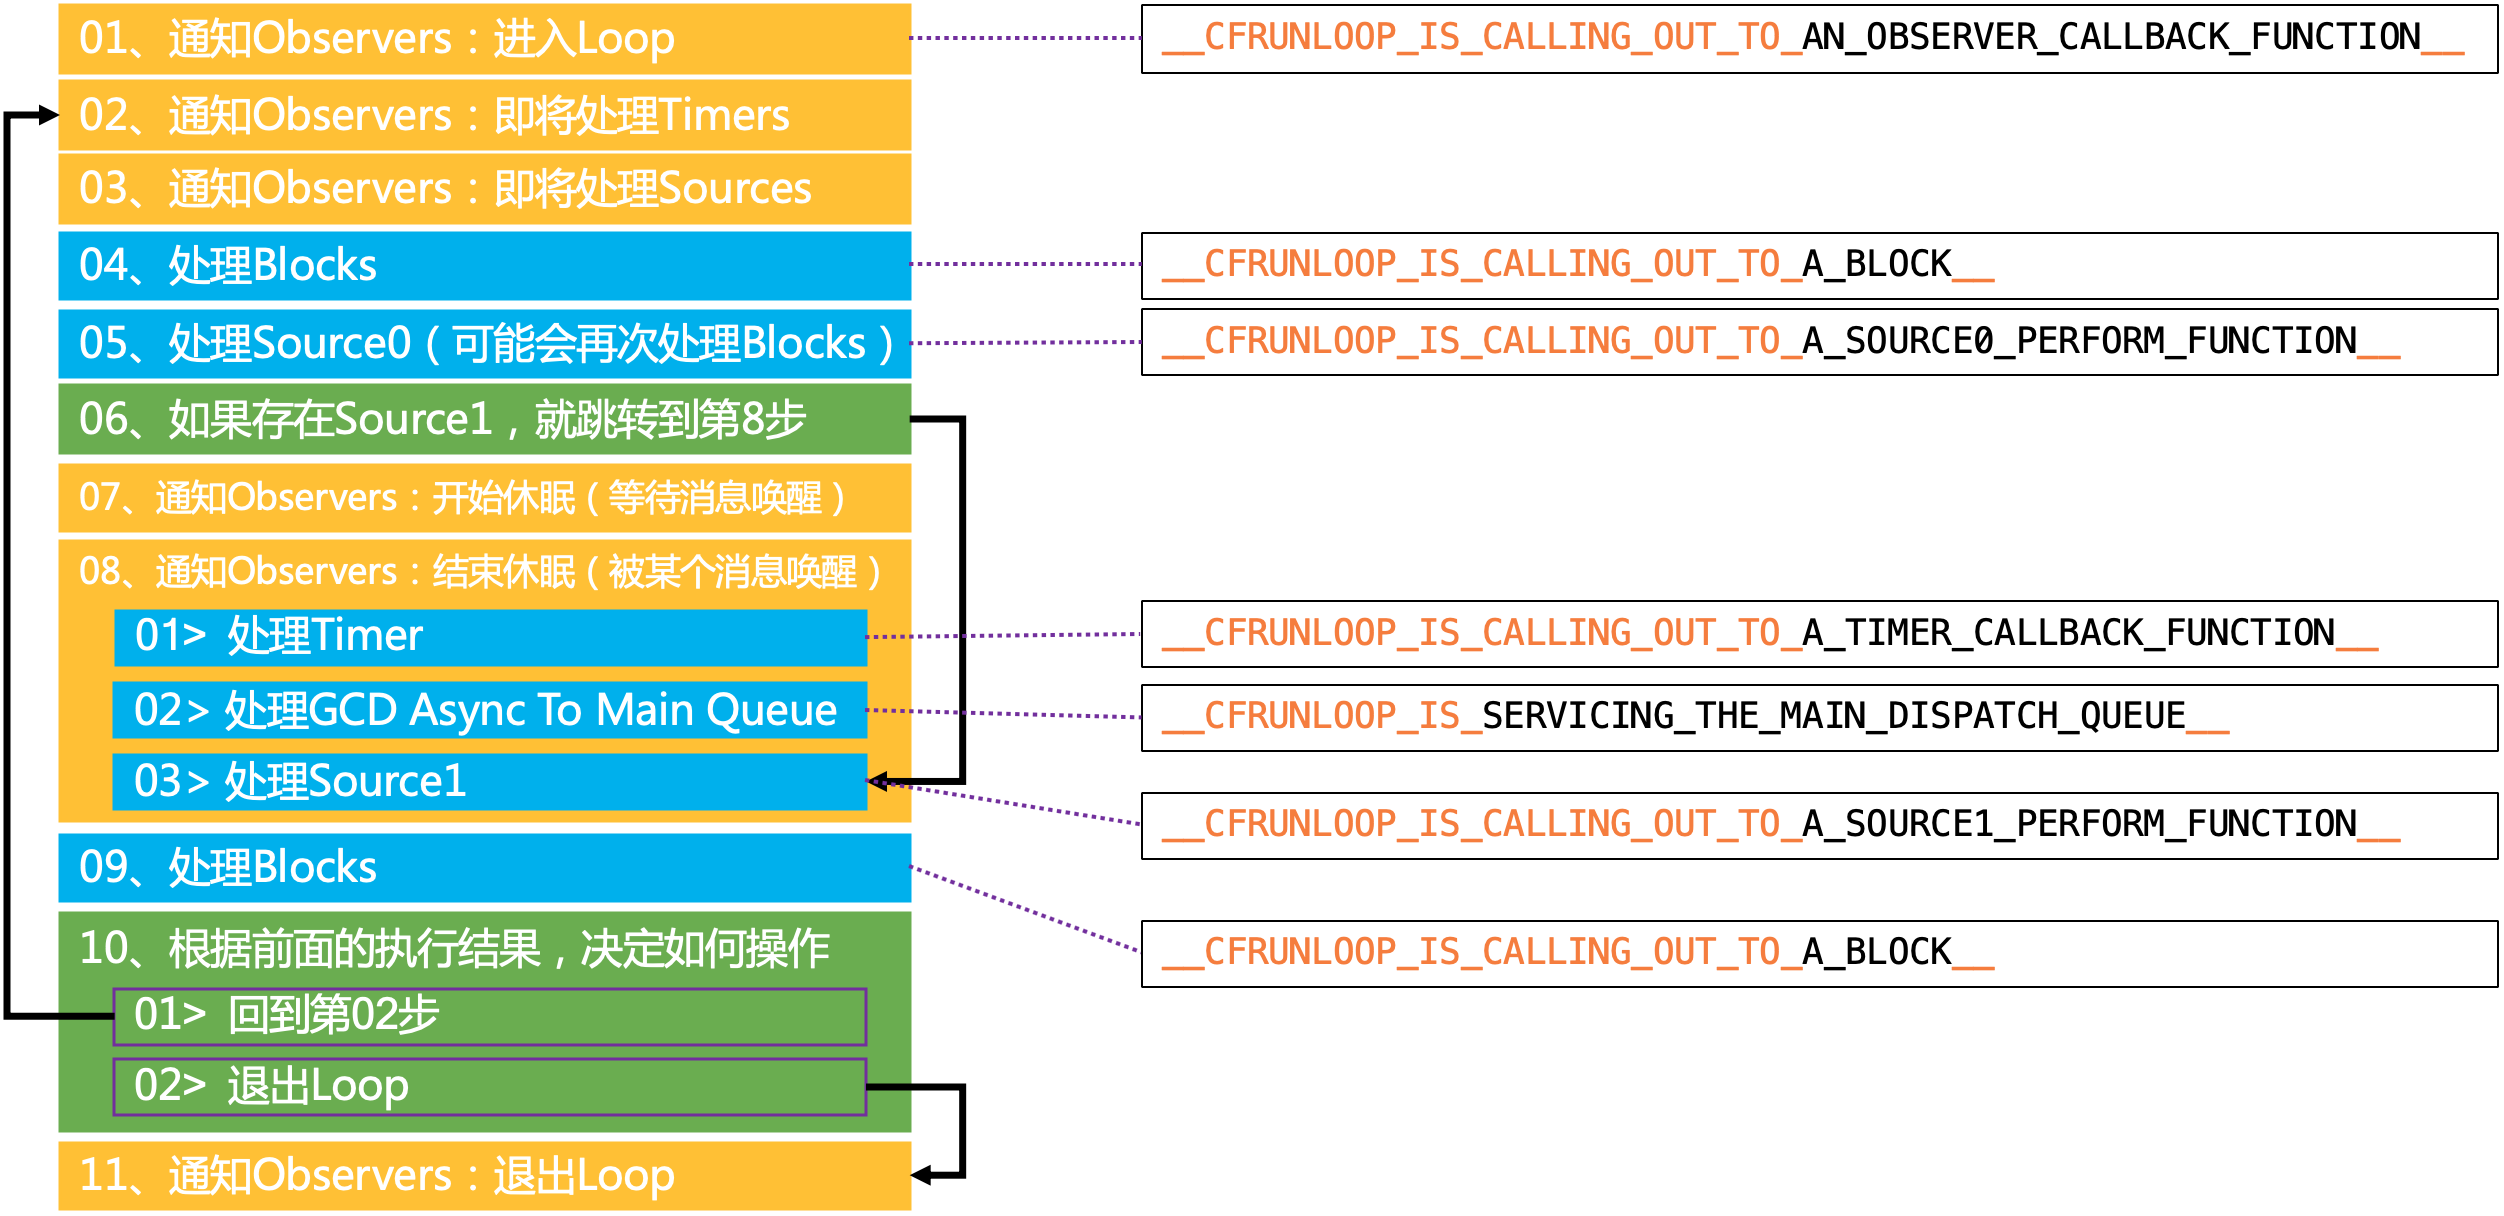 01、通知Observers：进入Loop
__CFRUNLOOP_IS_CALLING_OUT_TO_AN_OBSERVER_CALLBACK_FUNCTION__
02、通知Observers：即将处理Timers
03、通知Observers：即将处理Sources
04、处理Blocks
__CFRUNLOOP_IS_CALLING_OUT_TO_A_BLOCK__
05、处理Source0（可能会再次处理Blocks）
__CFRUNLOOP_IS_CALLING_OUT_TO_A_SOURCE0_PERFORM_FUNCTION__
06、如果存在Source1，就跳转到第8步
07、通知Observers：开始休眠（等待消息唤醒）
08、通知Observers：结束休眠（被某个消息唤醒）
01> 处理Timer
__CFRUNLOOP_IS_CALLING_OUT_TO_A_TIMER_CALLBACK_FUNCTION__
02> 处理GCD Async To Main Queue
__CFRUNLOOP_IS_SERVICING_THE_MAIN_DISPATCH_QUEUE__
03> 处理Source1
__CFRUNLOOP_IS_CALLING_OUT_TO_A_SOURCE1_PERFORM_FUNCTION__
09、处理Blocks
__CFRUNLOOP_IS_CALLING_OUT_TO_A_BLOCK__
10、根据前面的执行结果，决定如何操作
01> 回到第02步
02> 退出Loop
11、通知Observers：退出Loop